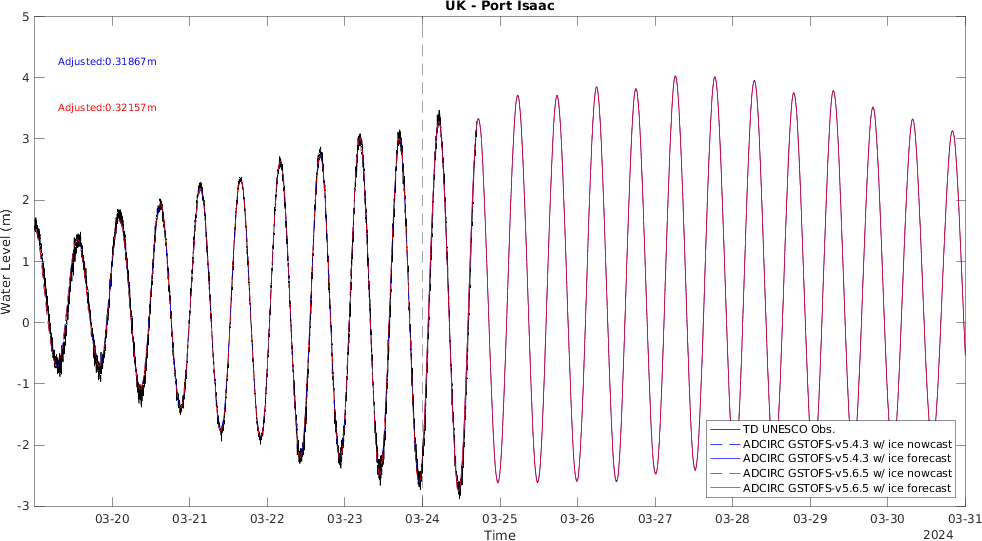 UK - Port Isaac
Adjusted:0.31867m
Adjusted:0.32157m
5
4
3
2
1
0
-1
-2
-3
Water Level (m)
TD UNESCO Obs.
ADCIRC GSTOFS-v5.4.3 w/ ice nowcast
ADCIRC GSTOFS-v5.4.3 w/ ice forecast
ADCIRC GSTOFS-v5.6.5 w/ ice nowcast
ADCIRC GSTOFS-v5.6.5 w/ ice forecast
03-20 03-21 03-22 03-23 03-24 03-25 03-26 03-27 03-28 03-29 03-30 03-31
Time
2024